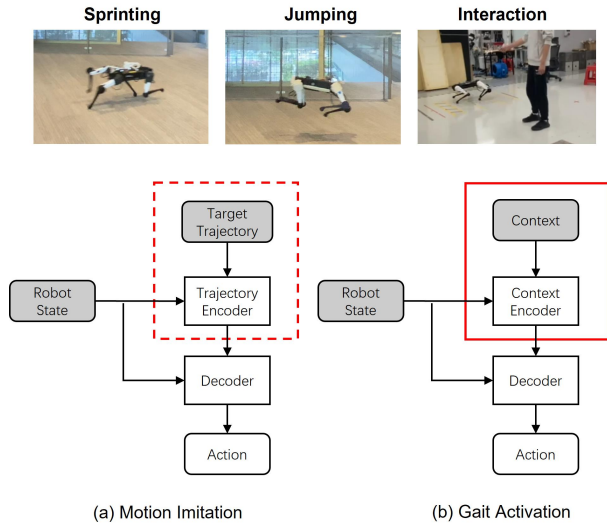 Sprinting
Jumping
Interaction
Target
Trajectory
Robot
State
Trajectory
Encoder
Decoder
Action
(a) Motion Imitation
Context
Robot
State
Context
Encoder
Decoder
Action
(b) Gait Activation